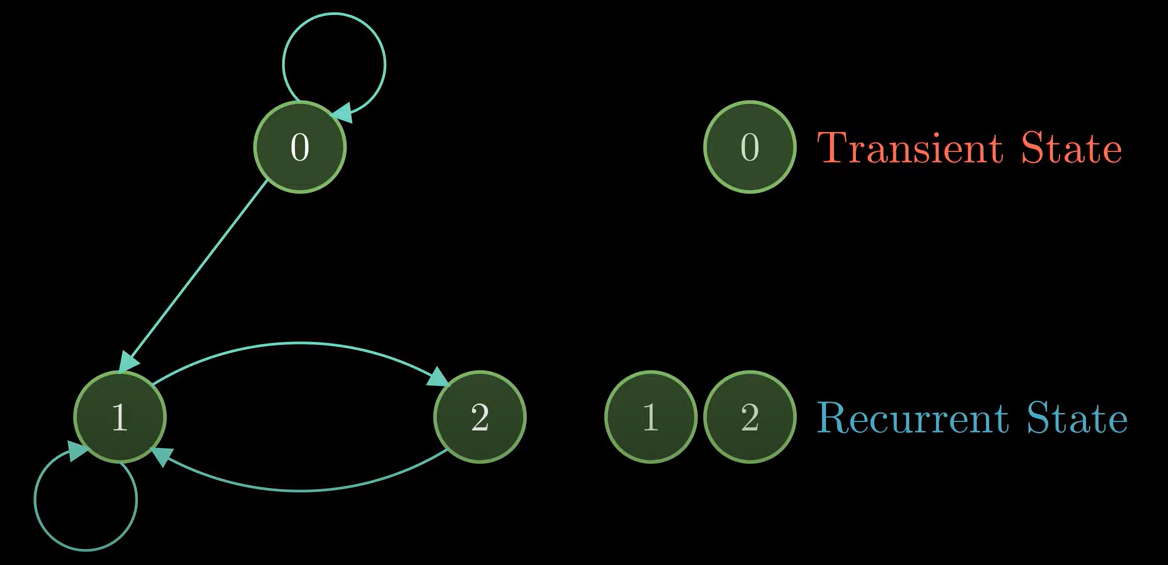 0
0 Transient State
1 2
1 2 Recurrent State